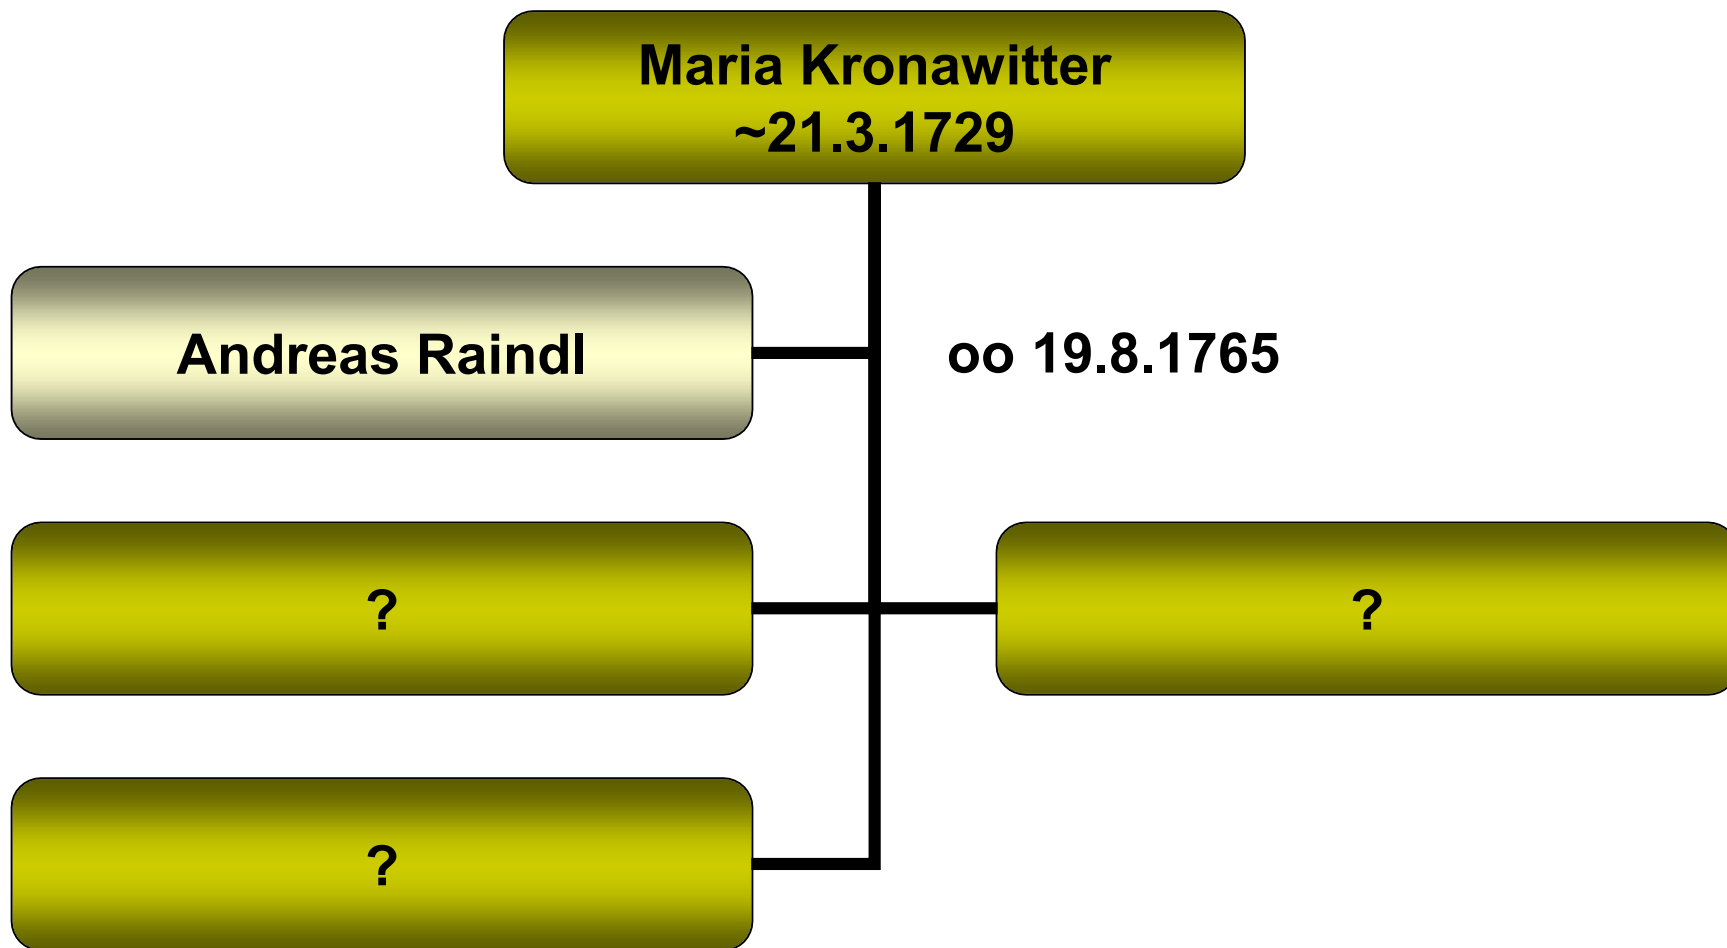 Maria Kronawitter
~21.3.1729
Andreas Raindl
oo 19.8.1765
?
?
?